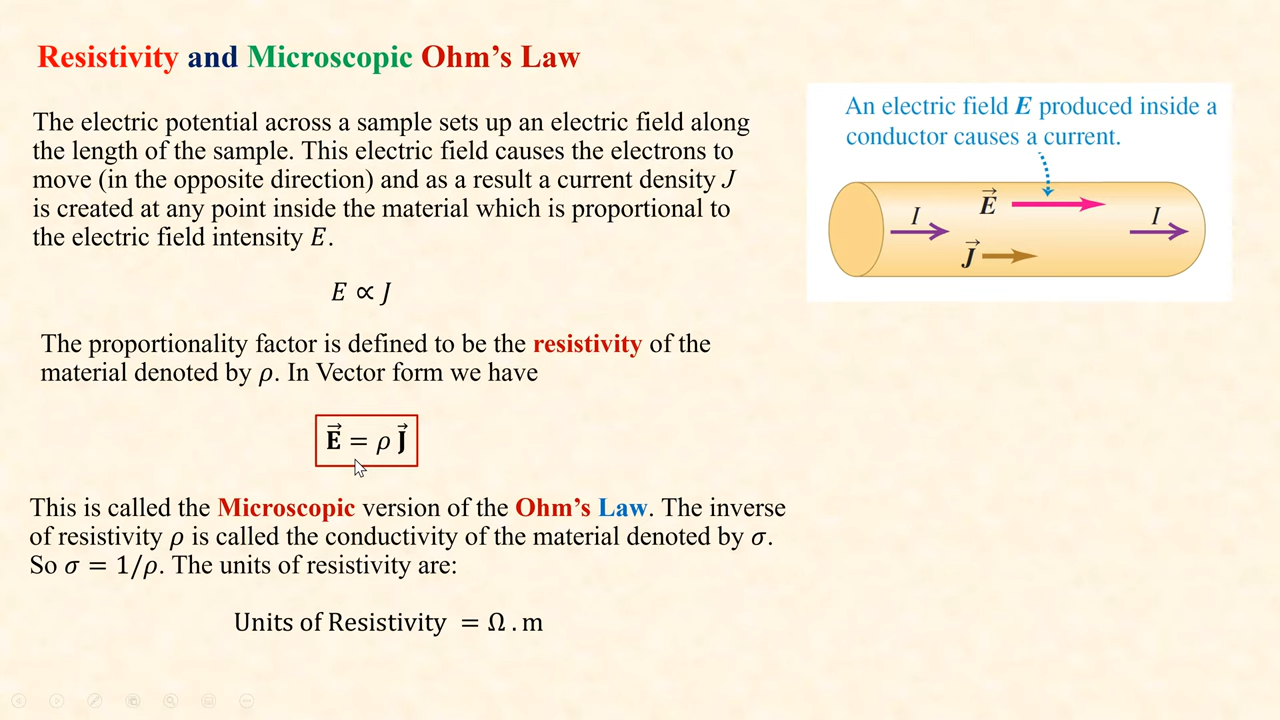 Resistivity and Microscopic Ohm’s Law
The electric potential across a sample sets up an electric field along
the length of the sample. This electric field causes the electrons to
move (in the opposite direction) and as a result a current density J
is created at any point inside the material which is proportional to
the electric field intensity E.
E ∝ J
The proportionality factor is defined to be the resistivity of the
material denoted by ρ. In Vector form we have
E⃗ = ρ J⃗
This is called the Microscopic version of the Ohm’s Law. The inverse
of resistivity ρ is called the conductivity of the material denoted by σ.
So σ = 1/ρ. The units of resistivity are:
Units of Resistivity = Ω . m
An electric field E produced inside a
conductor causes a current.
I E⃗ I
J⃗